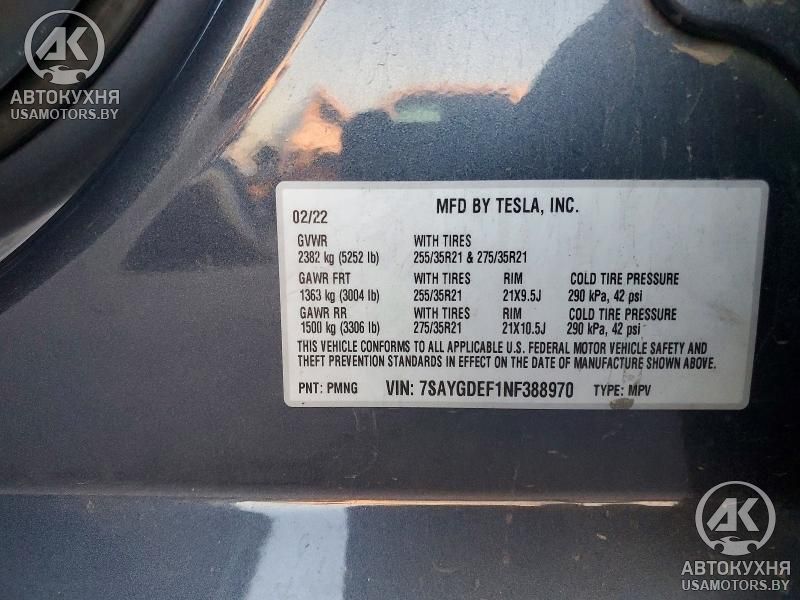 AK
АВТОКУХНЯ
USAMOTORS.BY
02/22 MFD BY TESLA, INC.
GVWR WITH TIRES
2382 kg (5252 lb) 255/35R21 & 275/35R21
GAWR FRT WITH TIRES RIM COLD TIRE PRESSURE
1363 kg (3004 lb) 255/35R21 21X9.5J 290 kPa, 42 psi
GAWR RR WITH TIRES RIM COLD TIRE PRESSURE
1500 kg (3306 lb) 275/35R21 21X10.5J 290 kPa, 42 psi
THIS VEHICLE CONFORMS TO ALL APPLICABLE U.S. FEDERAL MOTOR VEHICLE SAFETY AND
THEFT PREVENTION STANDARDS IN EFFECT ON THE DATE OF MANUFACTURE SHOWN ABOVE.
PNT: PMNG VIN: 7SAYGDEF1NF388970 TYPE: MPV
AK
АВТОКУХНЯ
USAMOTORS.BY